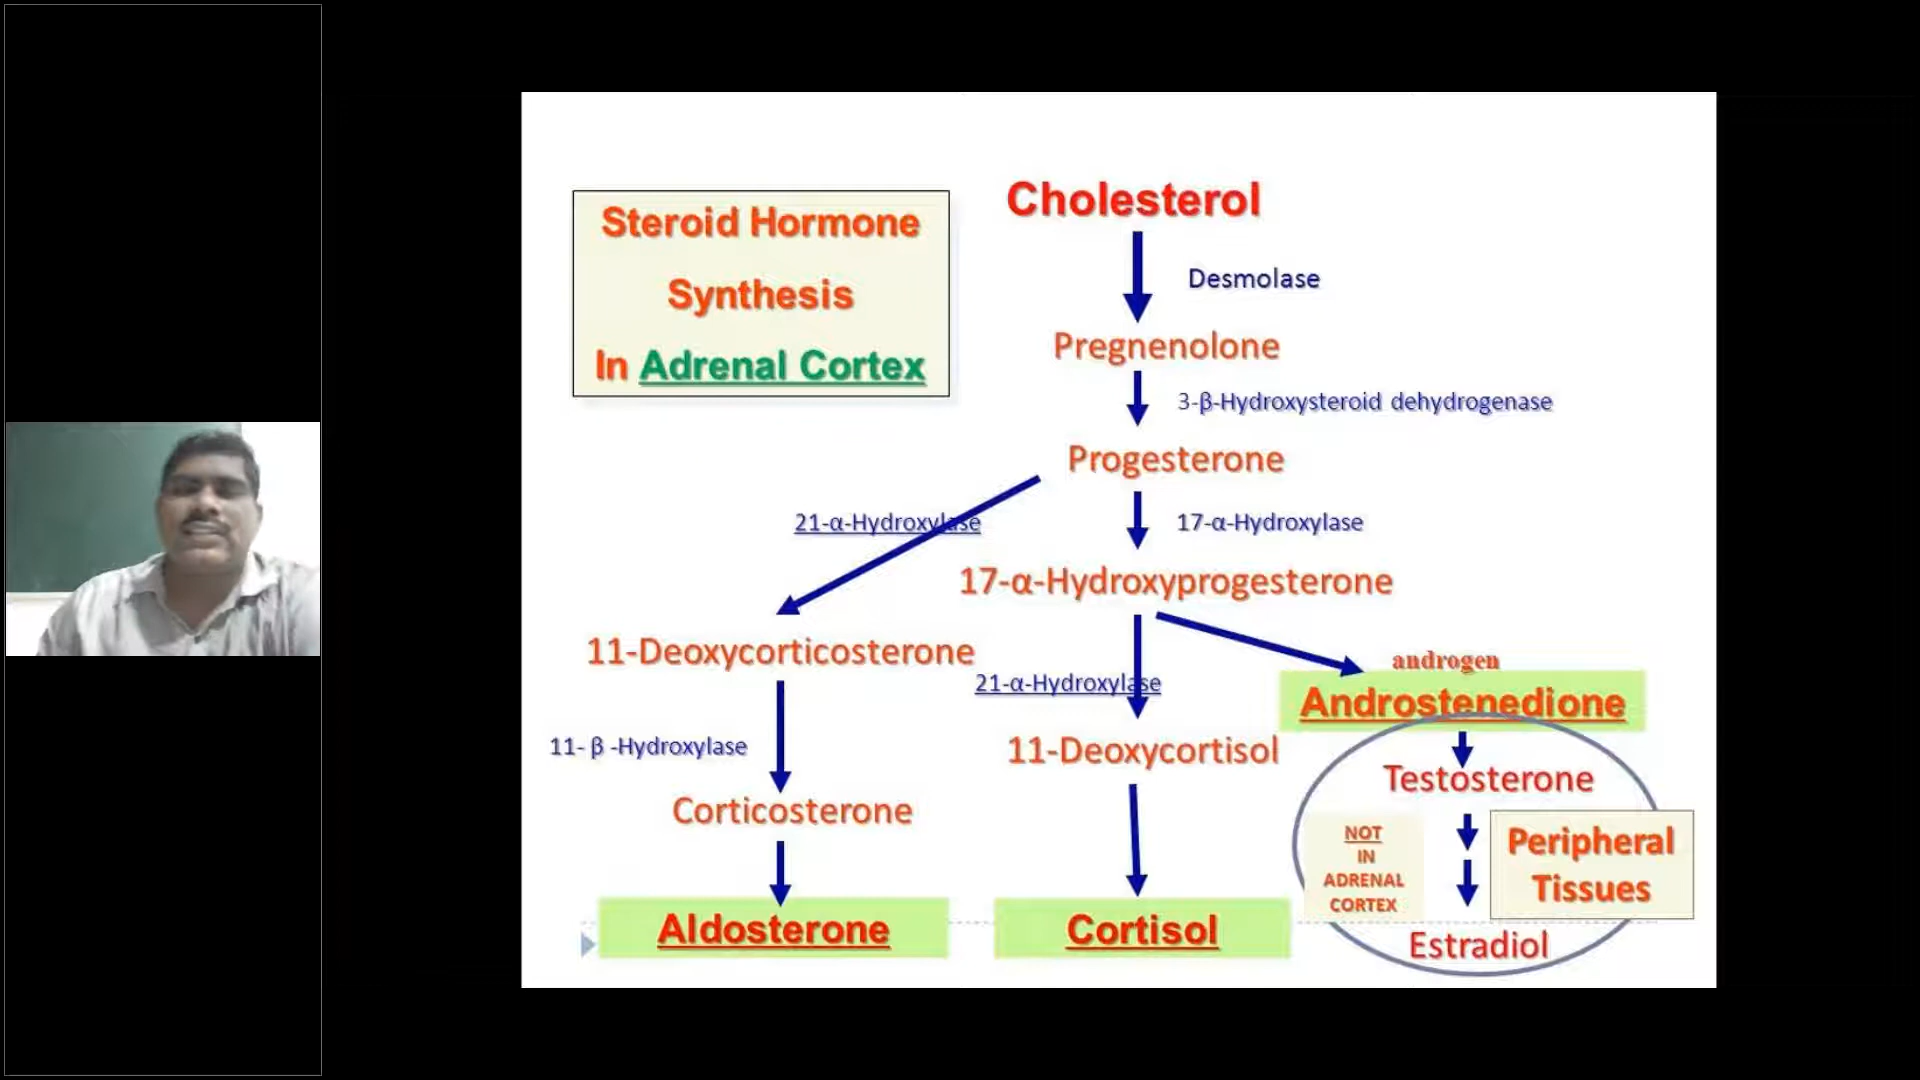 Steroid Hormone
Synthesis
In Adrenal Cortex
Cholesterol
Desmolase
Pregnenolone
3-β-Hydroxysteroid dehydrogenase
Progesterone
21-α-Hydroxylase
17-α-Hydroxylase
17-α-Hydroxyprogesterone
11-Deoxycorticosterone
androgen
21-α-Hydroxylase
Androstenedione
11- β -Hydroxylase
11-Deoxycortisol
Testosterone
Corticosterone
NOT
IN
ADRENAL
CORTEX
Peripheral
Tissues
Aldosterone
Cortisol
Estradiol